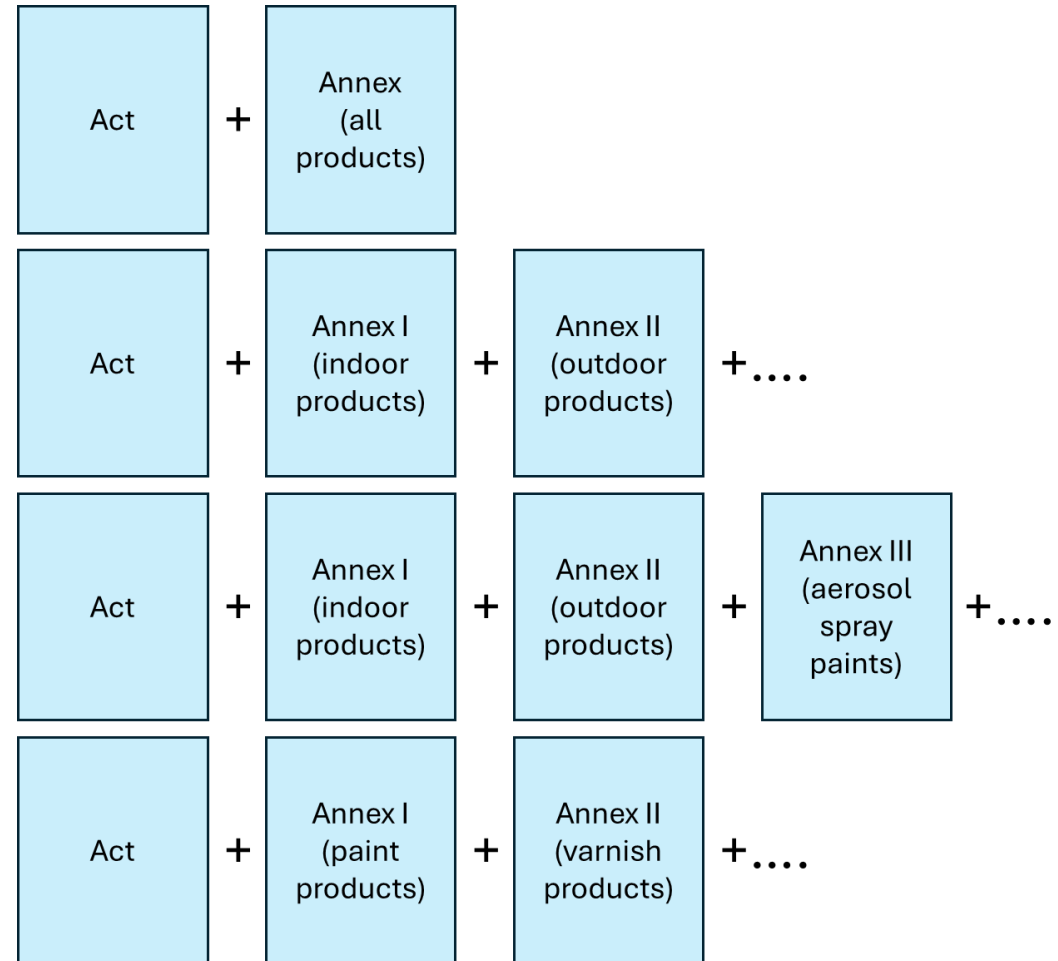 Act
+
Annex
(all
products)
Act
+
Annex I
(indoor
products)
+
Annex II
(outdoor
products)
+....
Act
+
Annex I
(indoor
products)
+
Annex II
(outdoor
products)
+
Annex III
(aerosol
spray
paints)
+....
Act
+
Annex I
(paint
products)
+
Annex II
(varnish
products)
+....